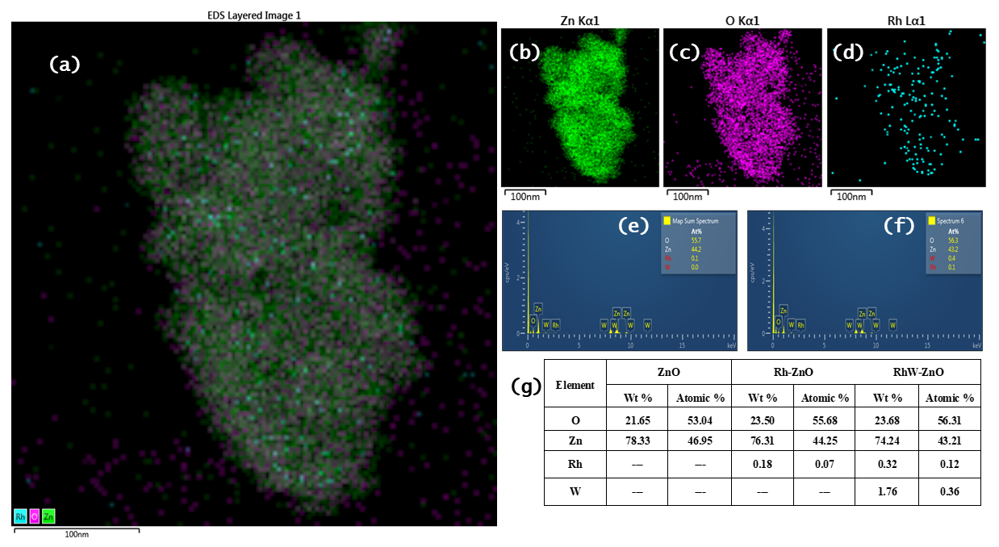 EDS Layered Image 1
(a)
Rh O Zn
100nm
Zn Kα1
(b)
100nm
O Kα1
(c)
100nm
Rh Lα1
(d)
100nm
(e)
Map Sum Spectrum
At%
O 55.7
Zn 44.2
Rh 0.1
W 0.0
cps/eV
4
2
0
Zn
O
W Rh
Zn Zn
W W W W
0 5 10 15 keV
(f)
Spectrum 6
At%
O 56.3
Zn 43.2
W 0.4
Rh 0.1
cps/eV
4
2
0
Zn
O
W Rh
Zn Zn
W W W W
0 5 10 15 keV
(g)
Element ZnO Rh-ZnO RhW-ZnO
Wt % Atomic % Wt % Atomic % Wt % Atomic %
O 21.65 53.04 23.50 55.68 23.68 56.31
Zn 78.33 46.95 76.31 44.25 74.24 43.21
Rh --- --- 0.18 0.07 0.32 0.12
W --- --- --- --- 1.76 0.36